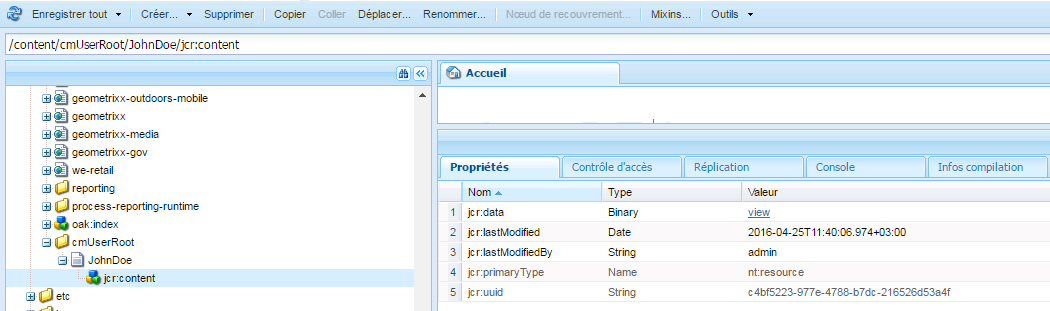 Enregistrer tout Créer... Supprimer Copier Coller Déplacer... Renommer... Nœud de recouvrement... Mixins... Outils
/content/cmUserRoot/JohnDoe/jcr:content
Accueil
geometrixx-outdoors-mobile
geometrixx
geometrixx-media
geometrixx-gov
we-retail
reporting
process-reporting-runtime
oak:index
cmUserRoot
JohnDoe
jcr:content
etc
Propriétés Contrôle d'accès Réplication Console Infos compilation
Nom Type Valeur
1 jcr:data Binary view
2 jcr:lastModified Date 2016-04-25T11:40:06.974+03:00
3 jcr:lastModifiedBy String admin
4 jcr:primaryType Name nt:resource
5 jcr:uuid String c4bf5223-977e-4788-b7dc-216526d53a4f